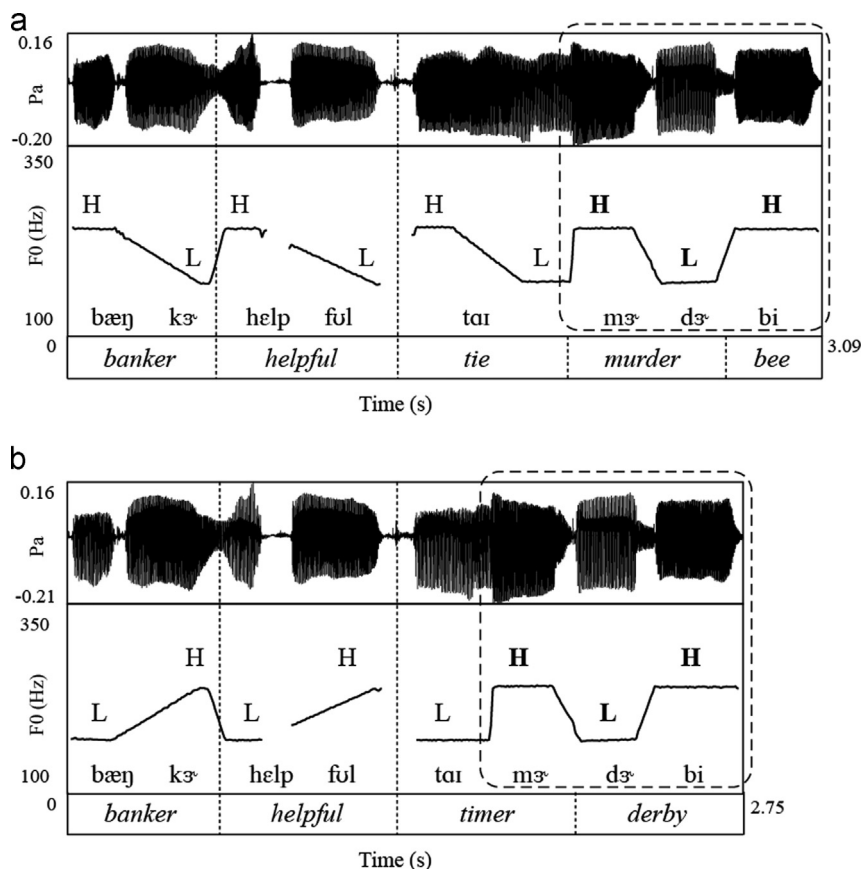 a
0.16
Pa
-0.20
350
H H H H H
F0 (Hz)
L L L L
100 bæŋ kɝ hɛlp fʊl taɪ mɝ dɝ bi
0 banker helpful tie murder bee 3.09
Time (s)
b
0.16
Pa
-0.21
350
H H H H
F0 (Hz)
L L L L
100 bæŋ kɝ hɛlp fʊl taɪ mɝ dɝ bi
0 banker helpful timer derby 2.75
Time (s)